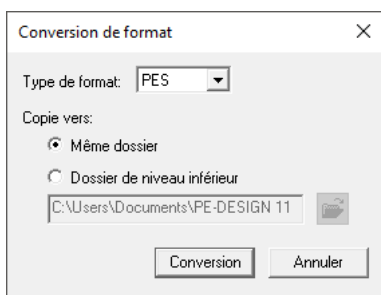 Conversion de format
Type de format: PES
Copie vers:
Même dossier
Dossier de niveau inférieur
C:\Users\Documents\PE-DESIGN 11
Conversion Annuler